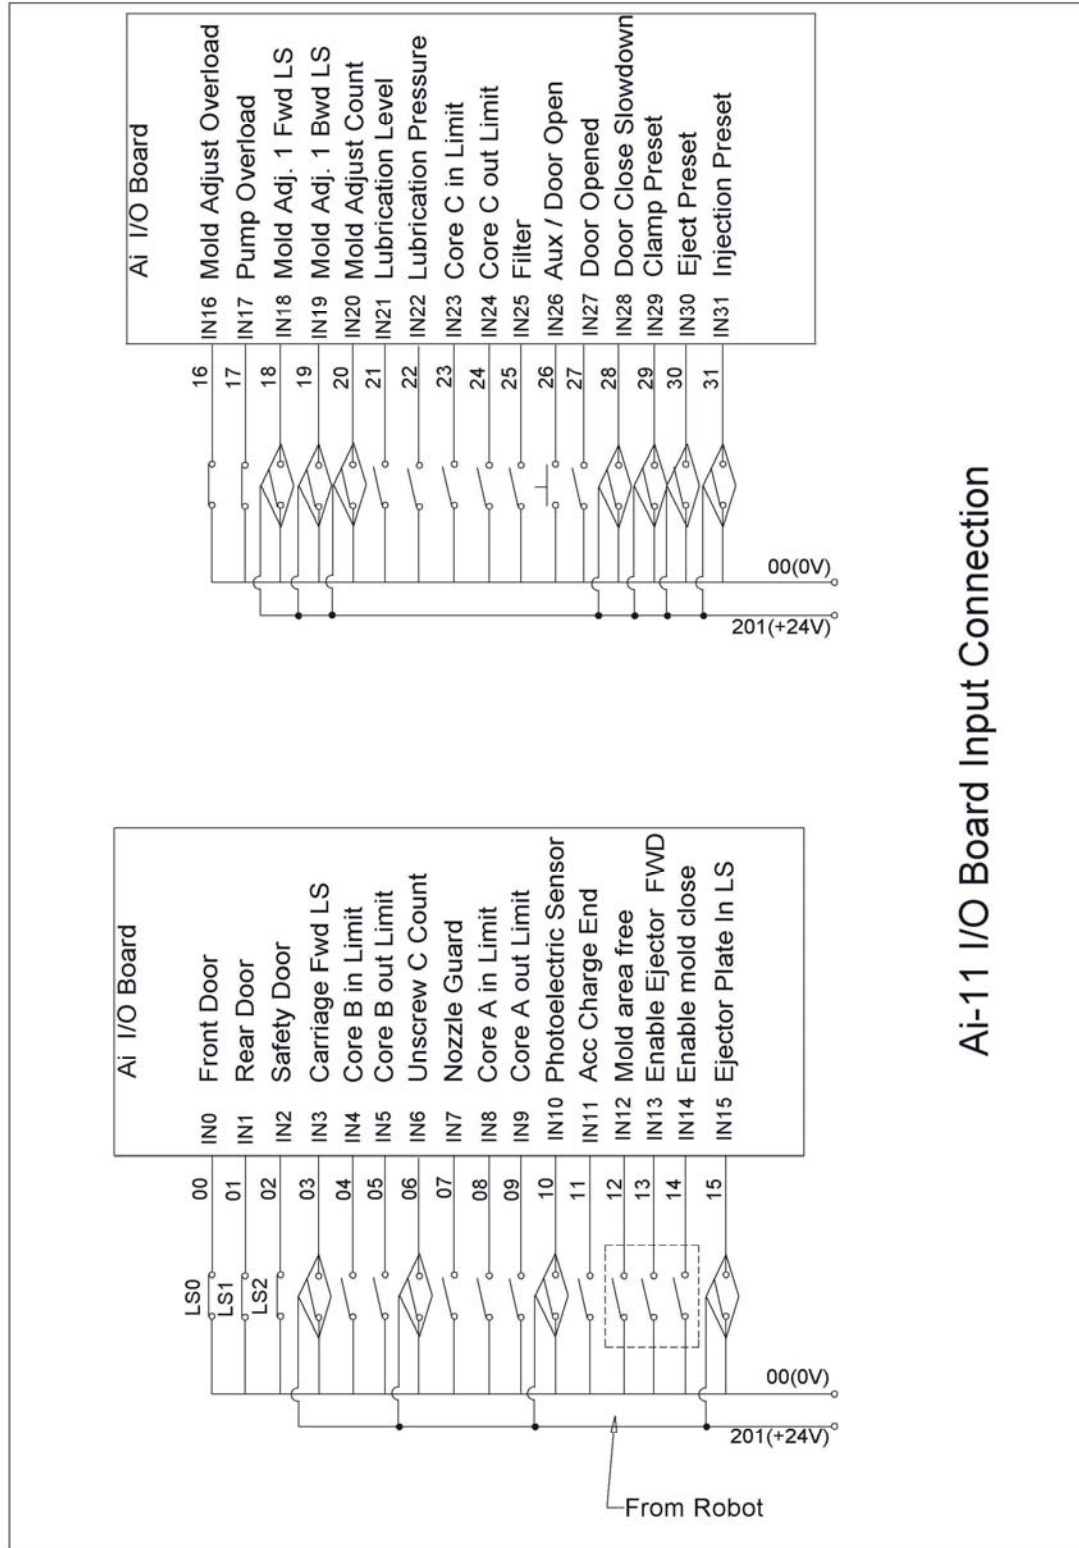 Ai I/O Board
LS0 00 IN0 Front Door
LS1 01 IN1 Rear Door
LS2 02 IN2 Safety Door
03 IN3 Carriage Fwd LS
04 IN4 Core B in Limit
05 IN5 Core B out Limit
06 IN6 Unscrew C Count
07 IN7 Nozzle Guard
08 IN8 Core A in Limit
09 IN9 Core A out Limit
10 IN10 Photoelectric Sensor
11 IN11 Acc Charge End
12 IN12 Mold area free
13 IN13 Enable Ejector FWD
14 IN14 Enable mold close
15 IN15 Ejector Plate In LS
00(0V)
201(+24V)
From Robot
Ai I/O Board
16 IN16 Mold Adjust Overload
17 IN17 Pump Overload
18 IN18 Mold Adj. 1 Fwd LS
19 IN19 Mold Adj. 1 Bwd LS
20 IN20 Mold Adjust Count
21 IN21 Lubrication Level
22 IN22 Lubrication Pressure
23 IN23 Core C in Limit
24 IN24 Core C out Limit
25 IN25 Filter
26 IN26 Aux / Door Open
27 IN27 Door Opened
28 IN28 Door Close Slowdown
29 IN29 Clamp Preset
30 IN30 Eject Preset
31 IN31 Injection Preset
00(0V)
201(+24V)
Ai-11 I/O Board Input Connection